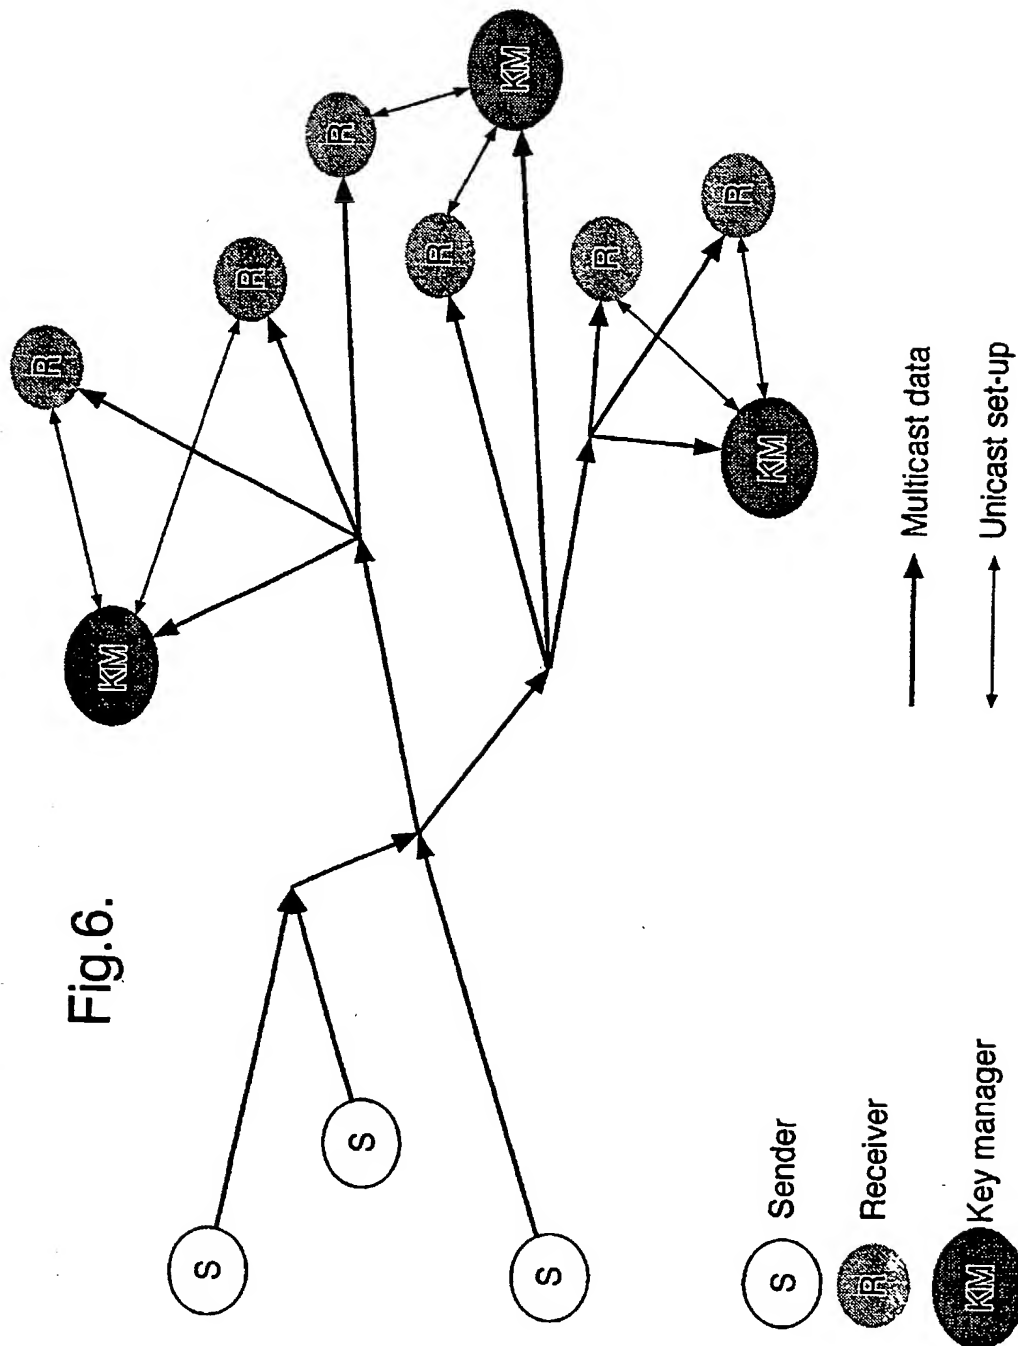 Fig.6.
S
S
S
KM
R
R
R
R
KM
R
R
KM
S Sender
R Receiver
KM Key manager
Multicast data
Unicast set-up